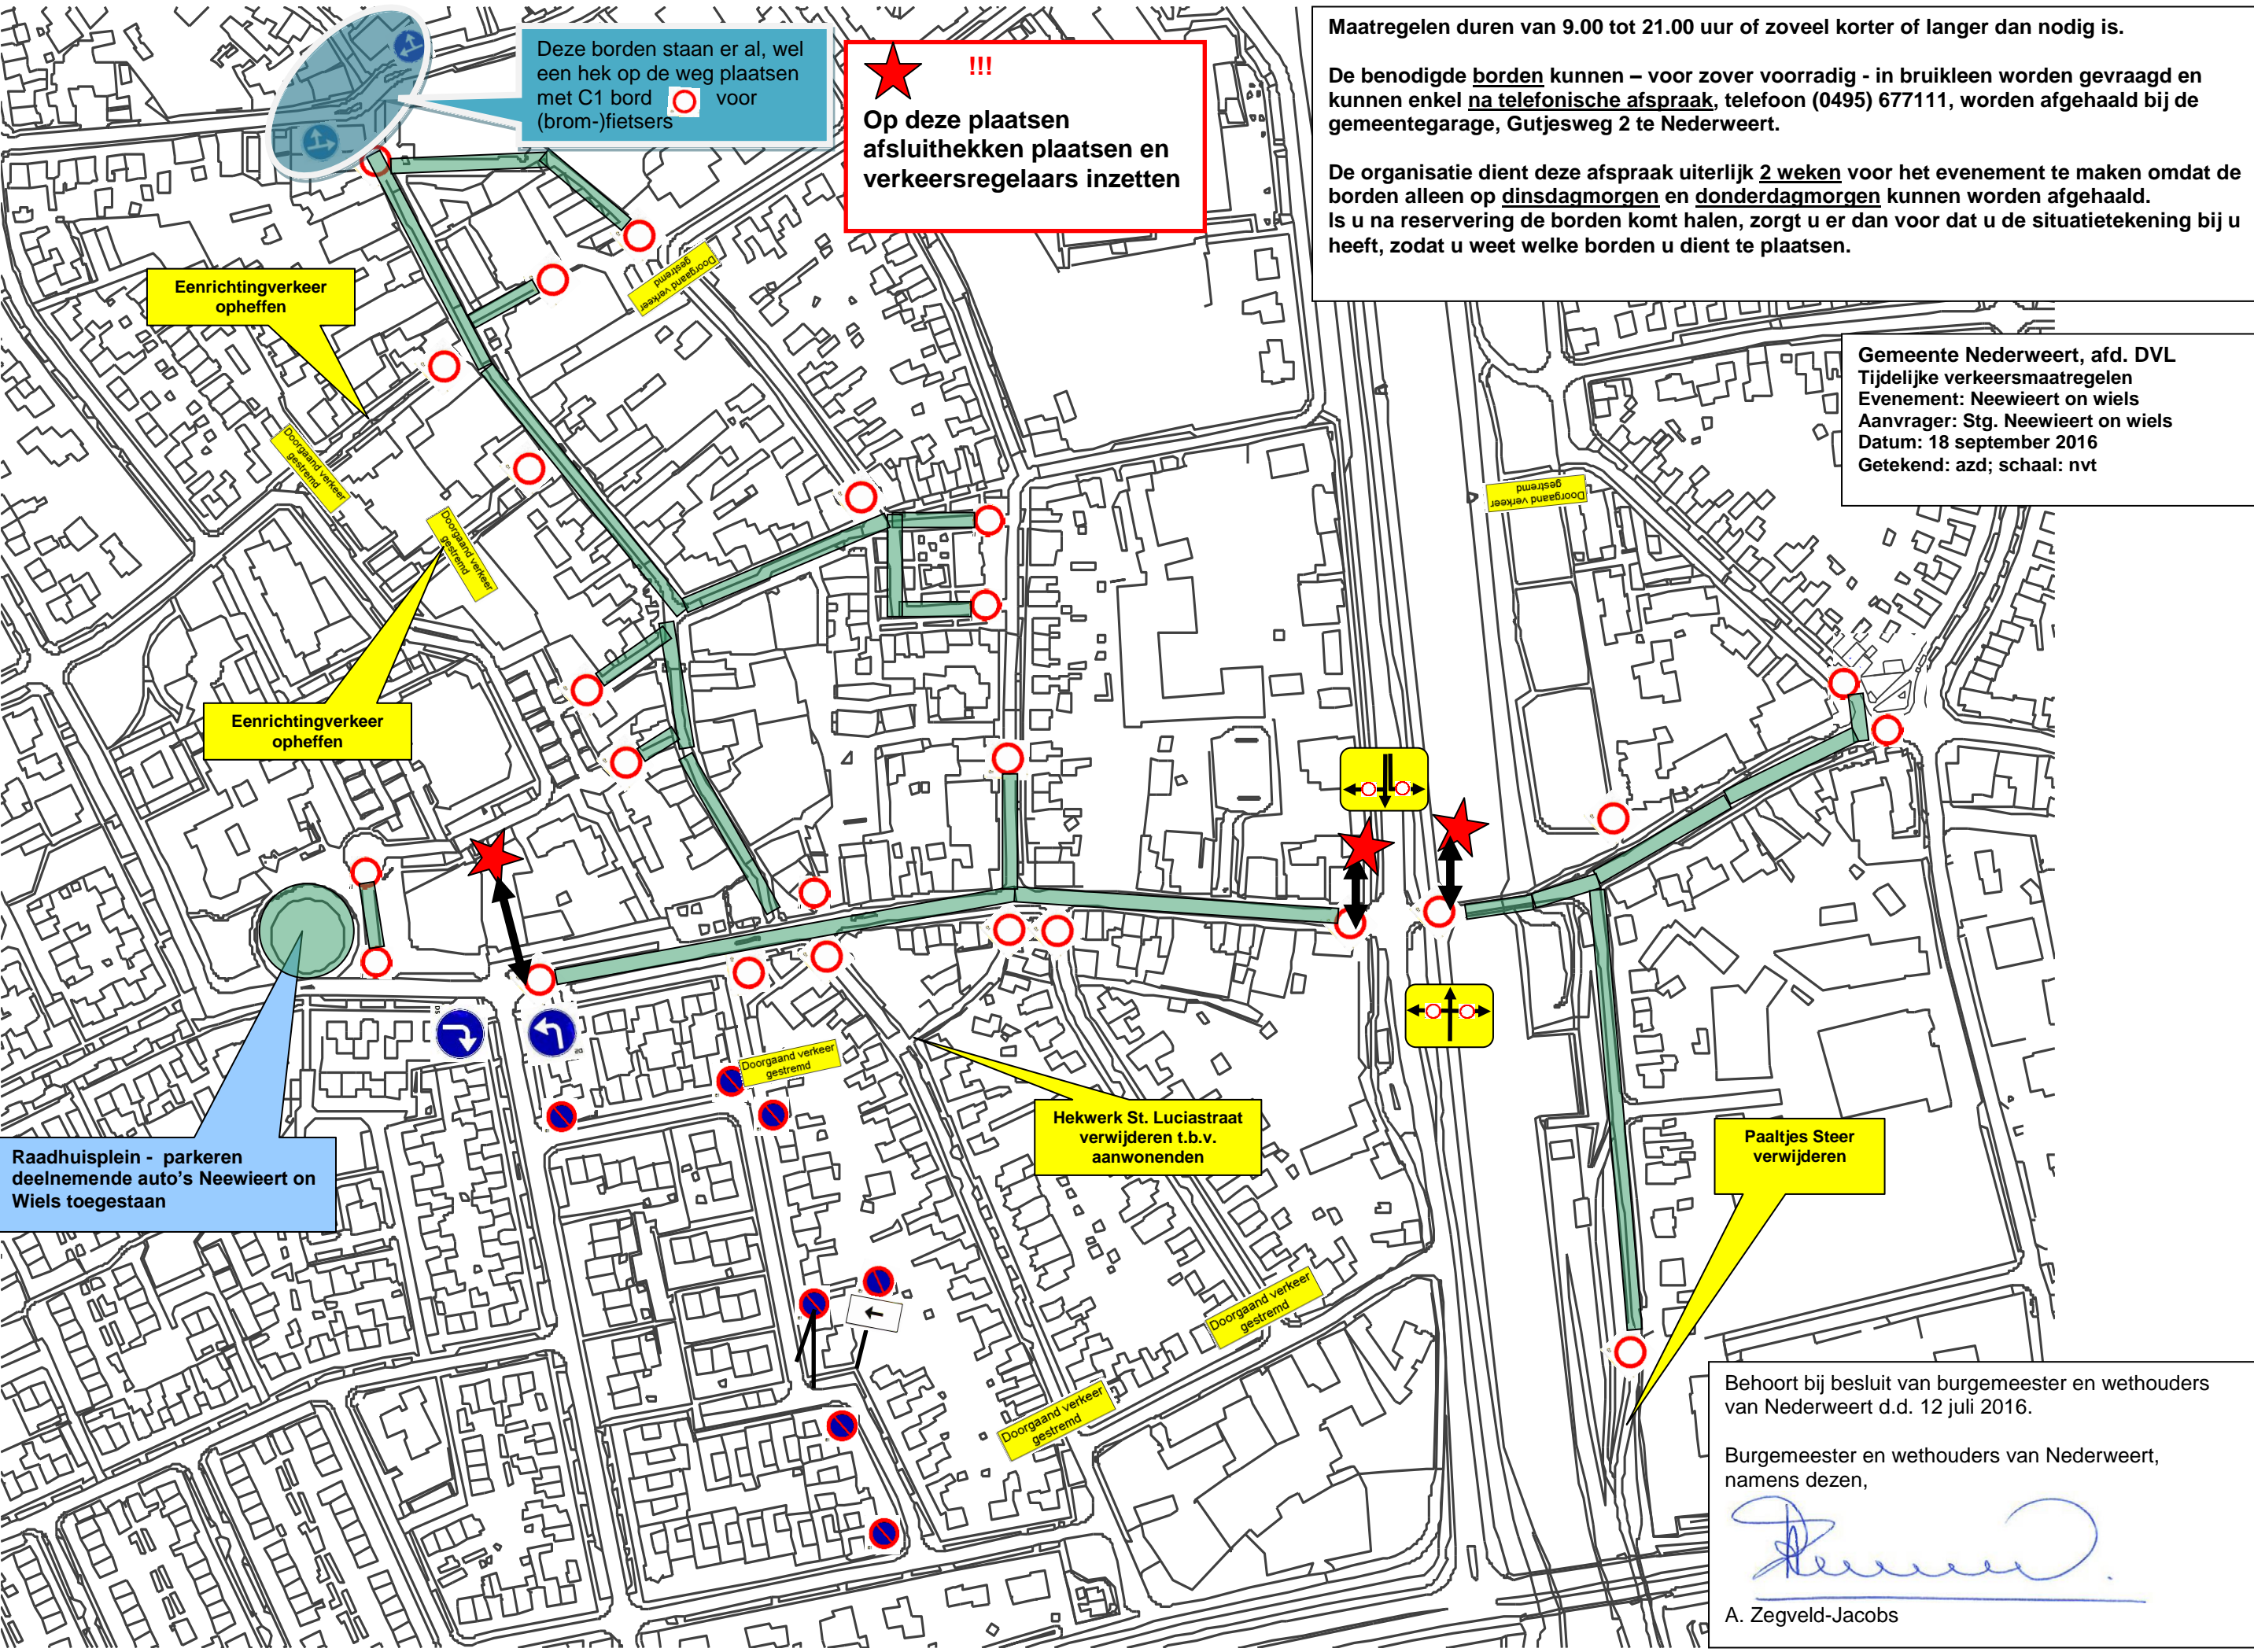 Deze borden staan er al, wel
een hek op de weg plaatsen
met C1 bord voor
(brom-)fietsers
!!!
Op deze plaatsen
afsluithekken plaatsen en
verkeersregelaars inzetten
Maatregelen duren van 9.00 tot 21.00 uur of zoveel korter of langer dan nodig is.
De benodigde borden kunnen – voor zover voorradig - in bruikleen worden gevraagd en
kunnen enkel na telefonische afspraak, telefoon (0495) 677111, worden afgehaald bij de
gemeentegarage, Gutjesweg 2 te Nederweert.
De organisatie dient deze afspraak uiterlijk 2 weken voor het evenement te maken omdat de
borden alleen op dinsdagmorgen en donderdagmorgen kunnen worden afgehaald.
Is u na reservering de borden komt halen, zorgt u er dan voor dat u de situatietekening bij u
heeft, zodat u weet welke borden u dient te plaatsen.
Gemeente Nederweert, afd. DVL
Tijdelijke verkeersmaatregelen
Evenement: Neewieert on wiels
Aanvrager: Stg. Neewieert on wiels
Datum: 18 september 2016
Getekend: azd; schaal: nvt
Eenrichtingverkeer
opheffen
Doorgaand verkeer
gestremd
Doorgaand verkeer
gestremd
Doorgaand verkeer
gestremd
Doorgaand verkeer
gestremd
Eenrichtingverkeer
opheffen
Doorgaand verkeer
gestremd
Hekwerk St. Luciastraat
verwijderen t.b.v.
aanwonenden
Paaltjes Steer
verwijderen
Raadhuisplein - parkeren
deelnemende auto's Neewieert on
Wiels toegestaan
Doorgaand verkeer
gestremd
Doorgaand verkeer
gestremd
Behoort bij besluit van burgemeester en wethouders
van Nederweert d.d. 12 juli 2016.
Burgemeester en wethouders van Nederweert,
namens dezen,
A. Zegveld-Jacobs